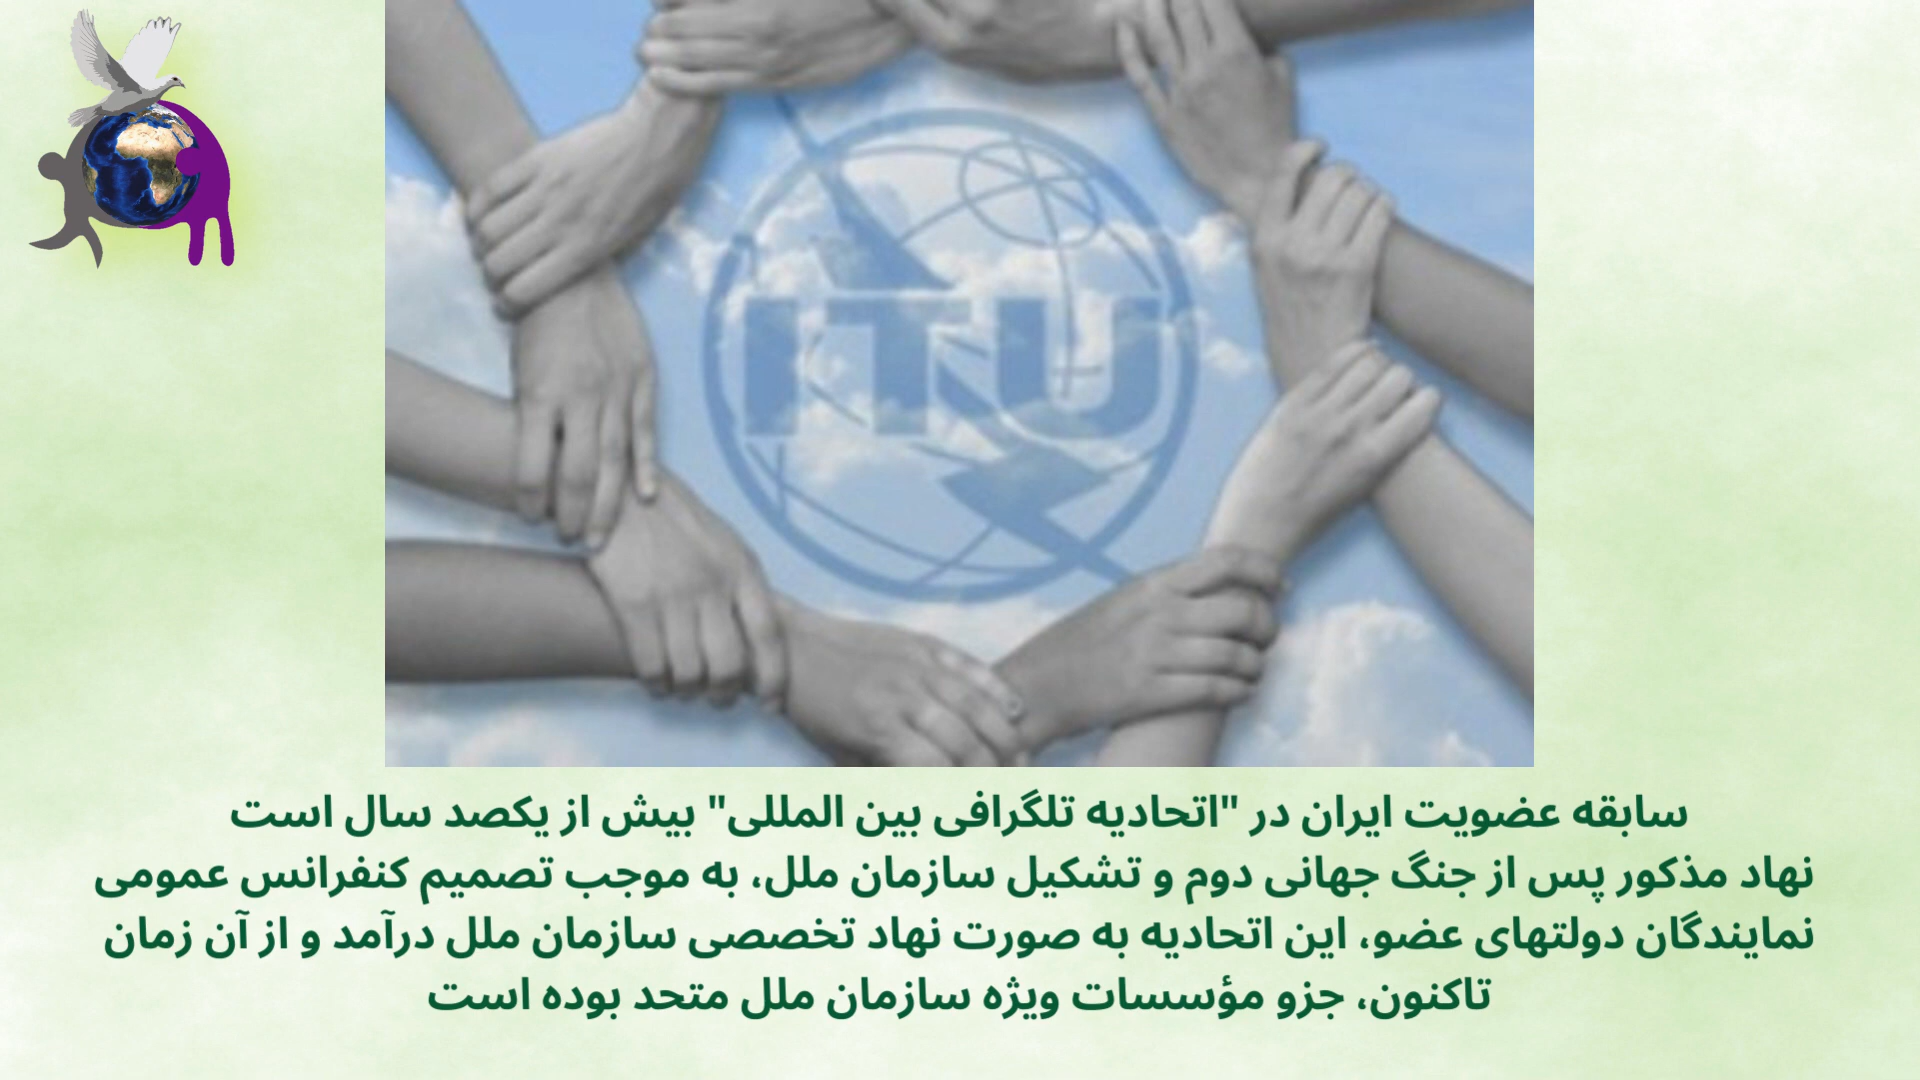 ITU
سابقه عضویت ایران در "اتحادیه تلگرافی بین المللی" بیش از یکصد سال است
نهاد مذکور پس از جنگ جهانی دوم و تشکیل سازمان ملل، به موجب تصمیم کنفرانس عمومی
نمایندگان دولتهای عضو، این اتحادیه به صورت نهاد تخصصی سازمان ملل درآمد و از آن زمان
تاکنون، جزو مؤسسات ویژه سازمان ملل متحد بوده است